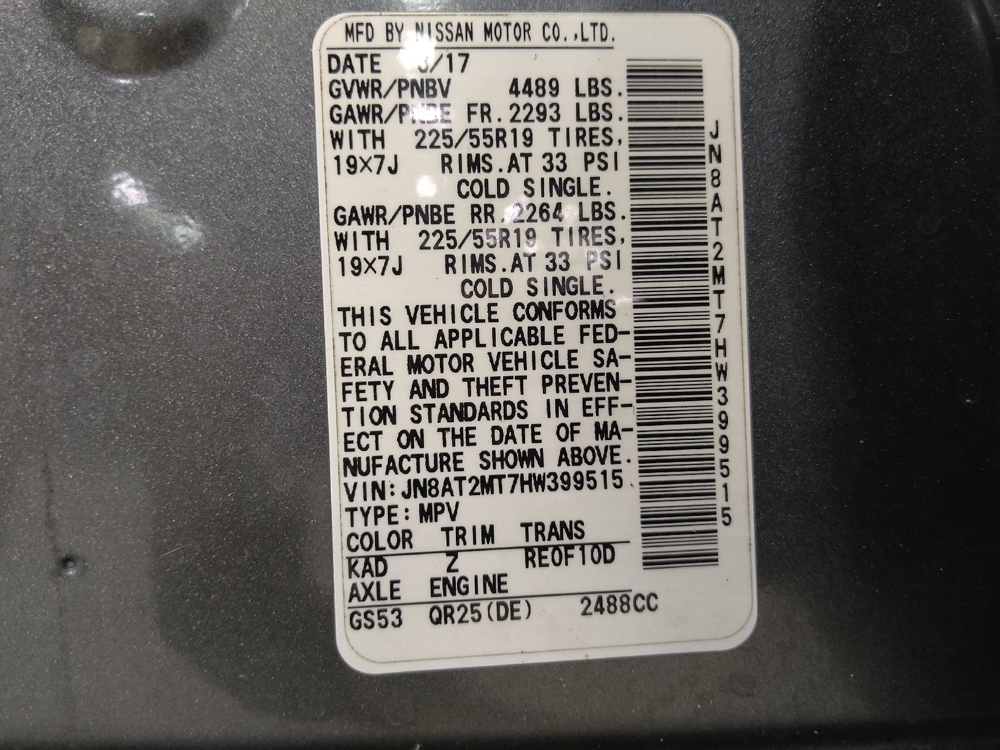 MFD BY NISSAN MOTOR CO.,LTD.
DATE /17
GVWR/PNBV 4489 LBS.
GAWR/PNBE FR.2293 LBS.
WITH 225/55R19 TIRES,
19×7J RIMS.AT 33 PSI
COLD SINGLE.
GAWR/PNBE RR.2264 LBS.
WITH 225/55R19 TIRES,
19×7J RIMS.AT 33 PSI
COLD SINGLE.
THIS VEHICLE CONFORMS
TO ALL APPLICABLE FED-
ERAL MOTOR VEHICLE SA-
FETY AND THEFT PREVEN-
TION STANDARDS IN EFF-
ECT ON THE DATE OF MA-
NUFACTURE SHOWN ABOVE.
VIN:JN8AT2MT7HW399515
TYPE:MPV
COLOR TRIM TRANS
KAD Z RE0F10D
AXLE ENGINE
GS53 QR25(DE) 2488CC
JN8AT2MT7HW399515